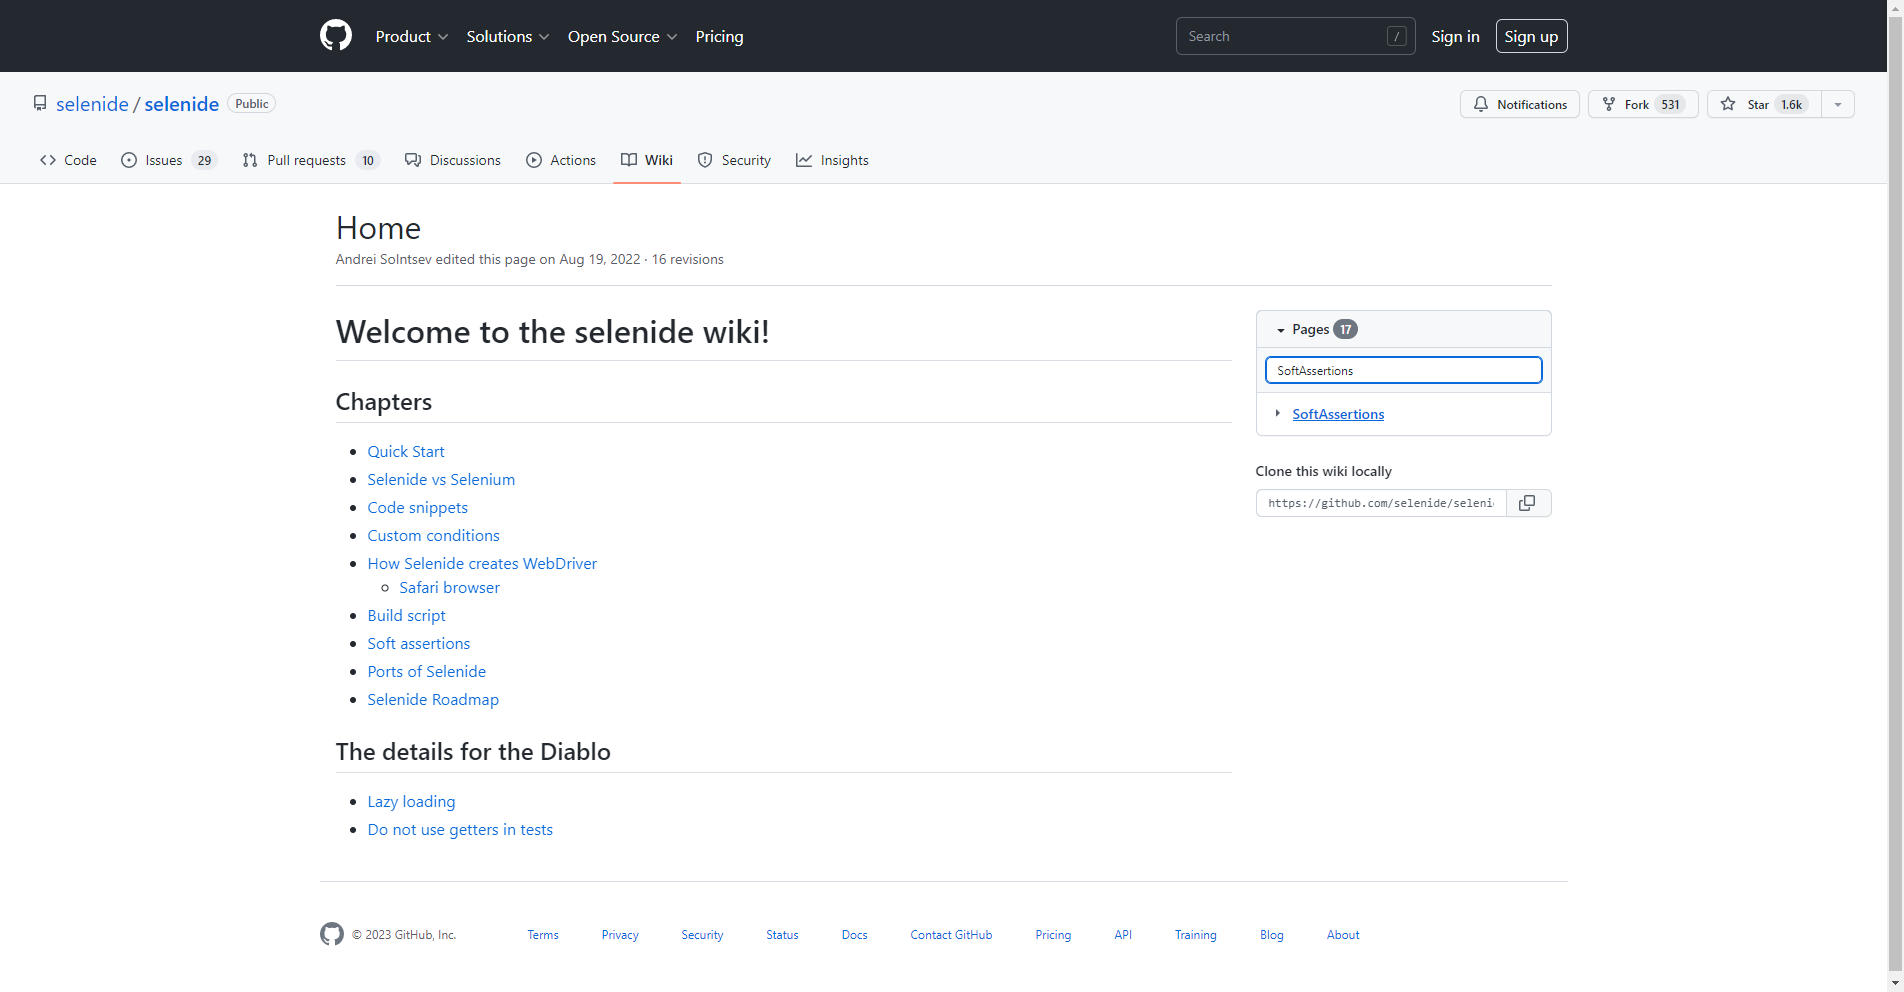 Product
Solutions
Open Source
Pricing
Search
/
Sign in
Sign up
selenide / selenide
Public
Notifications
Fork 531
Star 1.6k
Code
Issues 29
Pull requests 10
Discussions
Actions
Wiki
Security
Insights
Home
Andrei Solntsev edited this page on Aug 19, 2022 · 16 revisions
Welcome to the selenide wiki!
Chapters
Quick Start
Selenide vs Selenium
Code snippets
Custom conditions
How Selenide creates WebDriver
Safari browser
Build script
Soft assertions
Ports of Selenide
Selenide Roadmap
The details for the Diablo
Lazy loading
Do not use getters in tests
Pages 17
SoftAssertions
SoftAssertions
Clone this wiki locally
https://github.com/selenide/seleni
© 2023 GitHub, Inc.
Terms
Privacy
Security
Status
Docs
Contact GitHub
Pricing
API
Training
Blog
About